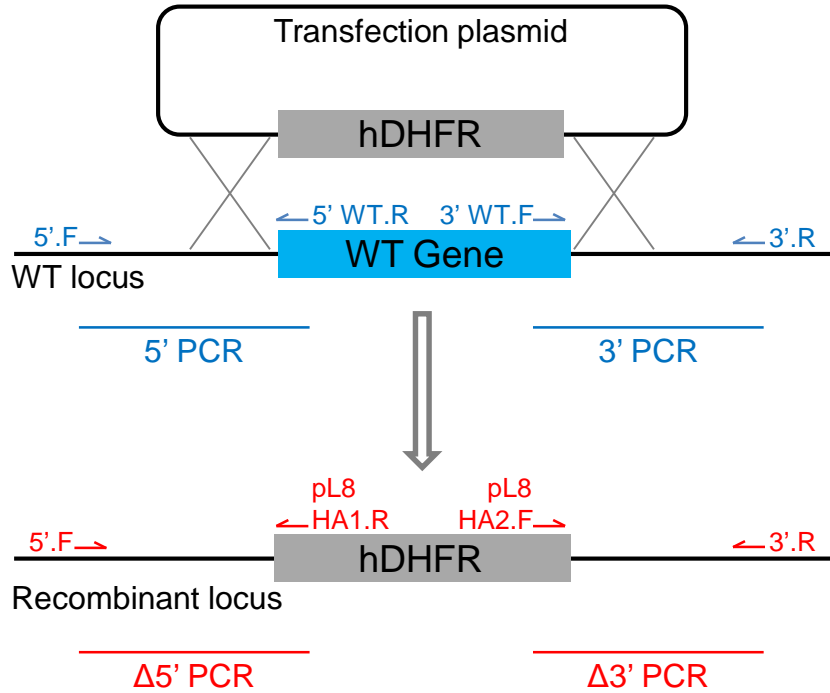 Transfection plasmid
hDHFR
5' WT.R
3' WT.F
5'.F
3'.R
WT Gene
WT locus
5' PCR
3' PCR
pL8
HA1.R
pL8
HA2.F
5'.F
3'.R
hDHFR
Recombinant locus
Δ5' PCR
Δ3' PCR